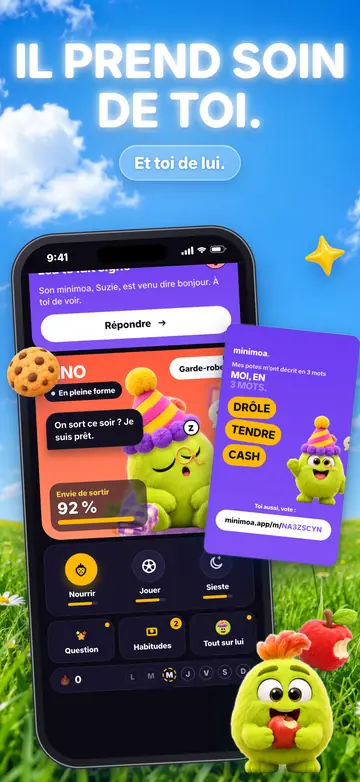 IL PREND SOIN
DE TOI.
Et toi de lui.
9:41
Son minimoa, Suzie, est venu dire bonjour. À
toi de voir.
Répondre →
NO
Garde-robe
En pleine forme
On sort ce soir ? Je
suis prêt.
Z
Envie de sortir
92 %
Nourrir
Jouer
Sieste
Question
2
Habitudes
Tout sur lui
0
L M M J V S D
minimoa.
Mes potes m'ont décrit en 3 mots
MOI, EN
3 MOTS.
DRÔLE
TENDRE
CASH
Toi aussi, vote :
minimoa.app/m/NA3ZSCYN